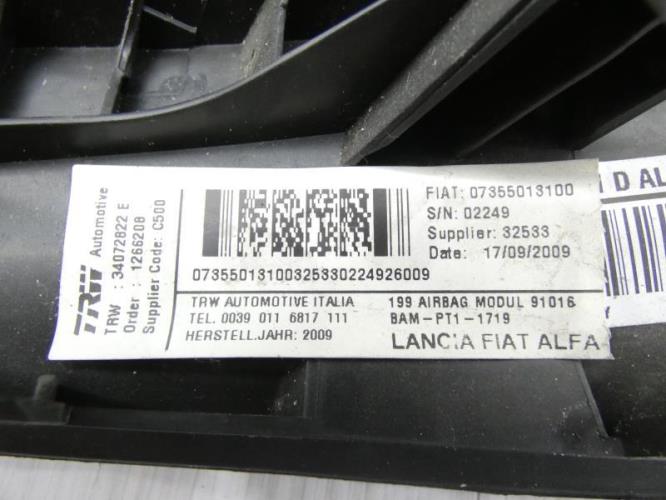 TRW Automotive
TRW : 34072822 E
Order : 1266208
Supplier Code: C500
FIAT: 07355013100
S/N: 02249
Supplier: 32533
Date: 17/09/2009
07355013100325330224926009
TRW AUTOMOTIVE ITALIA
TEL. 0039 011 6817 111
HERSTELL.JAHR: 2009
199 AIRBAG MODUL 91016
BAM-PT1-1719
LANCIA FIAT ALFA
D AL